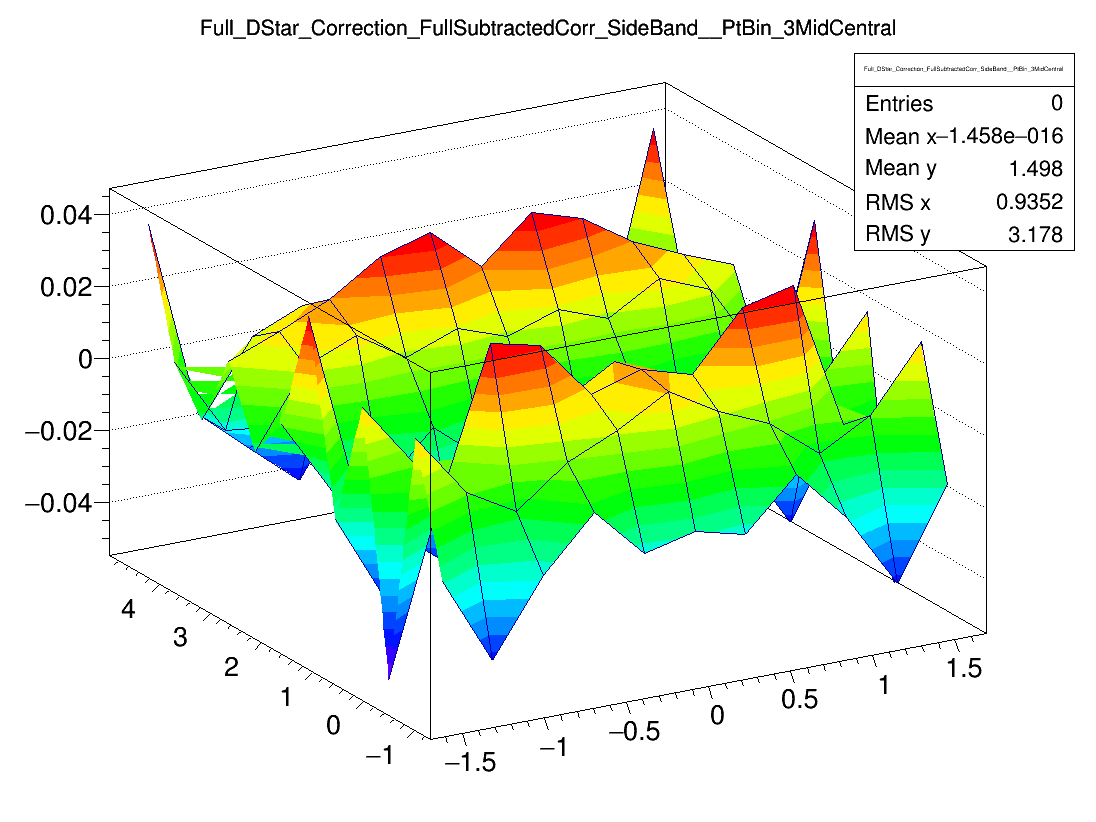 Full_DStar_Correction_FullSubtractedCorr_SideBand__PtBin_3MidCentral
Full_DStar_Correction_FullSubtractedCorr_SideBand__PtBin_3MidCentral
Entries 0
Mean x −1.458e−016
Mean y 1.498
RMS x 0.9352
RMS y 3.178
0.04
0.02
0
−0.02
−0.04
4
3
2
1
0
−1
−1.5
−1
−0.5
0
0.5
1
1.5